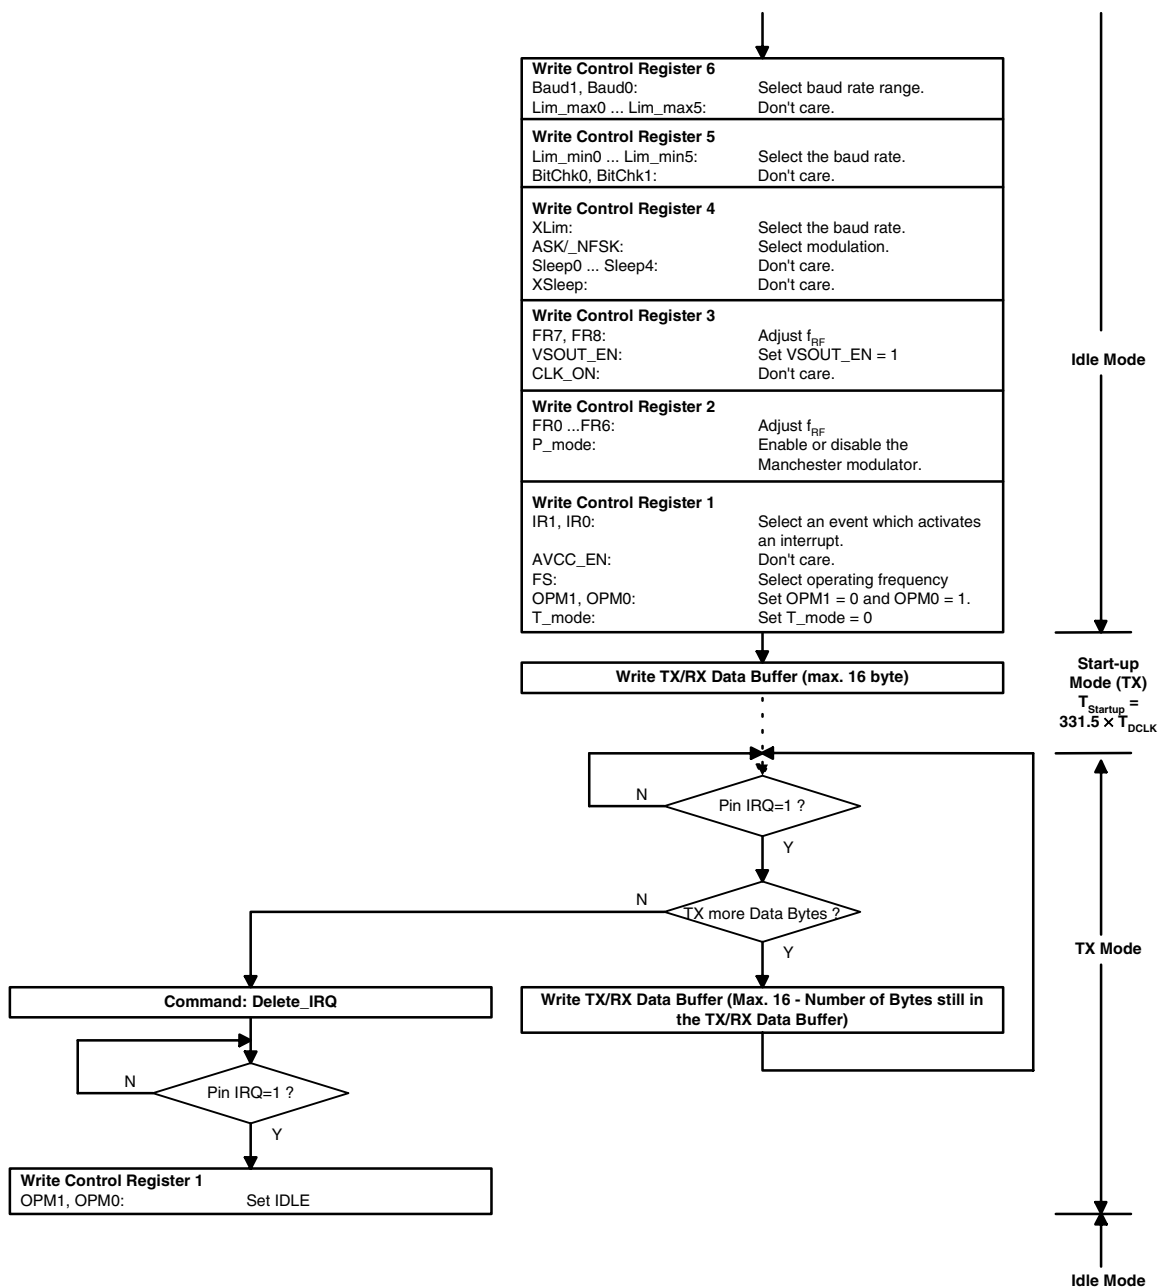 Write Control Register 6
Baud1, Baud0: Select baud rate range.
Lim_max0 ... Lim_max5: Don't care.
Write Control Register 5
Lim_min0 ... Lim_min5: Select the baud rate.
BitChk0, BitChk1: Don't care.
Write Control Register 4
XLim: Select the baud rate.
ASK/_NFSK: Select modulation.
Sleep0 ... Sleep4: Don't care.
XSleep: Don't care.
Write Control Register 3
FR7, FR8: Adjust fRF
VSOUT_EN: Set VSOUT_EN = 1
CLK_ON: Don't care.
Idle Mode
Write Control Register 2
FR0 ...FR6: Adjust fRF
P_mode: Enable or disable the
Manchester modulator.
Write Control Register 1
IR1, IR0: Select an event which activates
an interrupt.
AVCC_EN: Don't care.
FS: Select operating frequency
OPM1, OPM0: Set OPM1 = 0 and OPM0 = 1.
T_mode: Set T_mode = 0
Write TX/RX Data Buffer (max. 16 byte)
Start-up
Mode (TX)
TStartup =
331.5 × TDCLK
N
Pin IRQ=1 ?
Y
N
TX more Data Bytes ?
Y
TX Mode
Command: Delete_IRQ
Write TX/RX Data Buffer (Max. 16 - Number of Bytes still in
the TX/RX Data Buffer)
N
Pin IRQ=1 ?
Y
Write Control Register 1
OPM1, OPM0: Set IDLE
Idle Mode